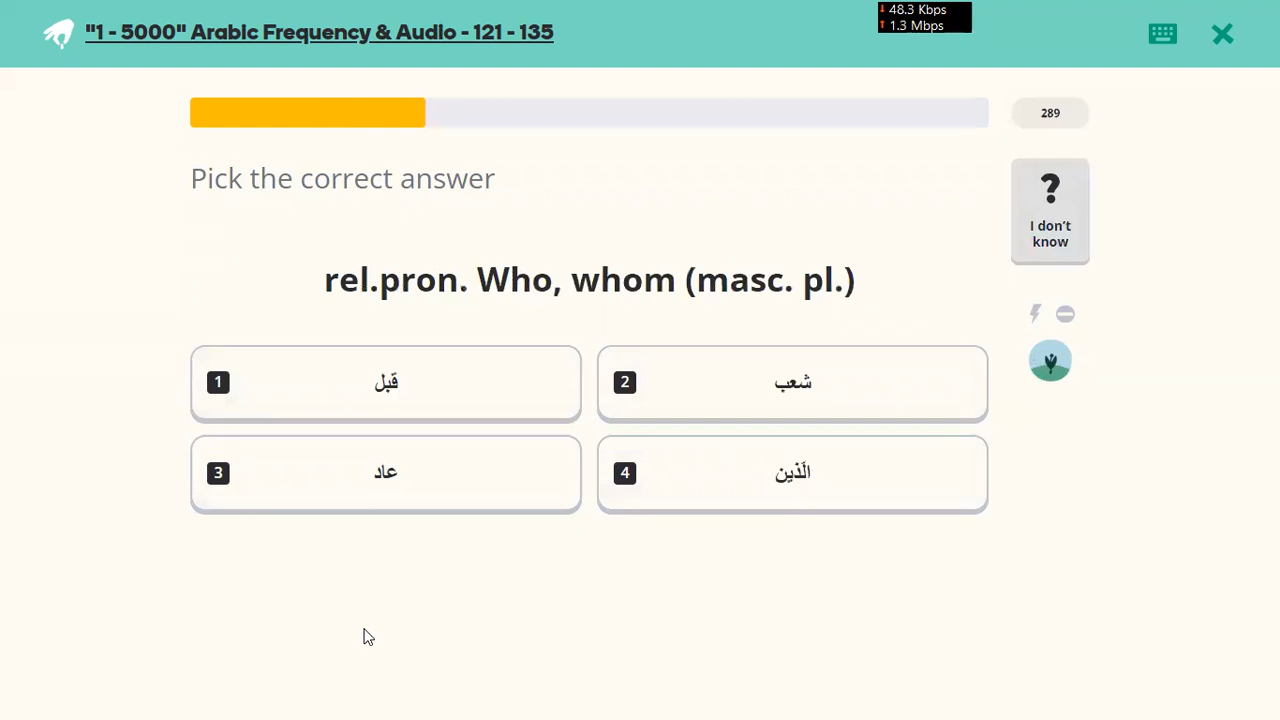 "1 - 5000" Arabic Frequency & Audio - 121 - 135
48.3 Kbps
1.3 Mbps
289
Pick the correct answer
?
I don't
know
rel.pron. Who, whom (masc. pl.)
1 قبل
2 شعب
3 عاد
4 الّذين